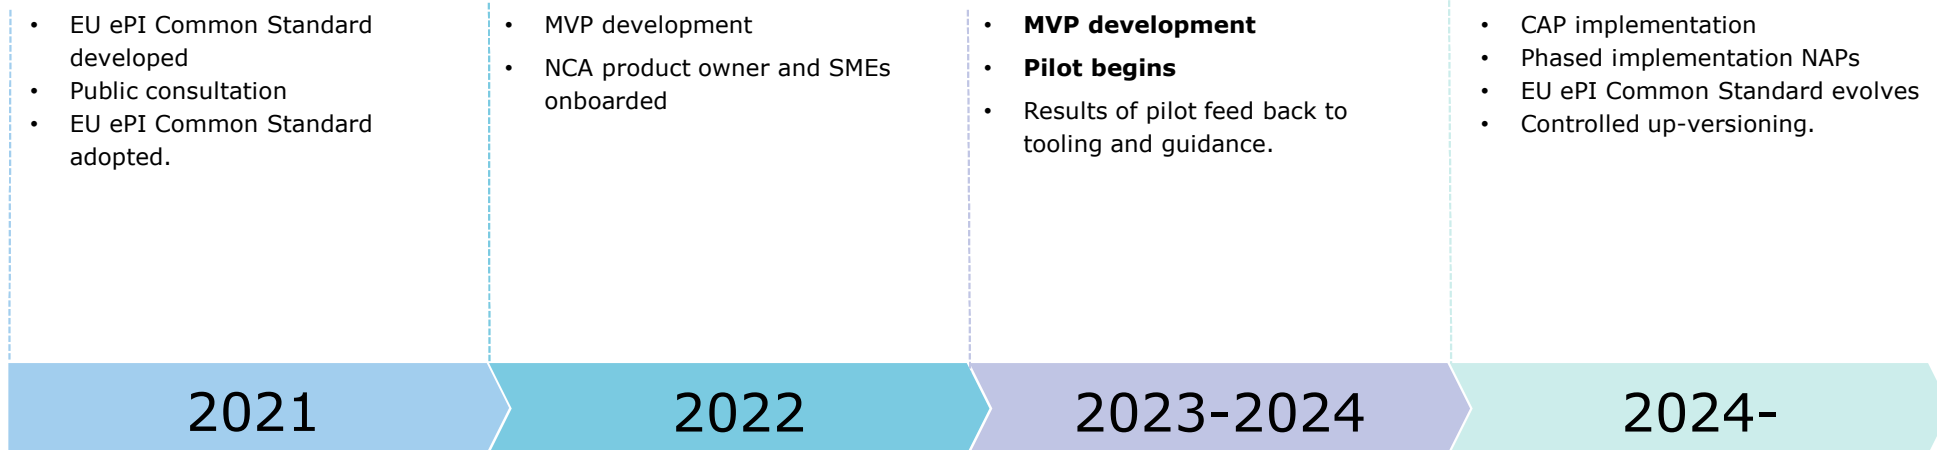 • EU ePI Common Standard
developed
• Public consultation
• EU ePI Common Standard
adopted.
• MVP development
• NCA product owner and SMEs
onboarded
• MVP development
• Pilot begins
• Results of pilot feed back to
tooling and guidance.
• CAP implementation
• Phased implementation NAPs
• EU ePI Common Standard evolves
• Controlled up-versioning.
2021
2022
2023-2024
2024-